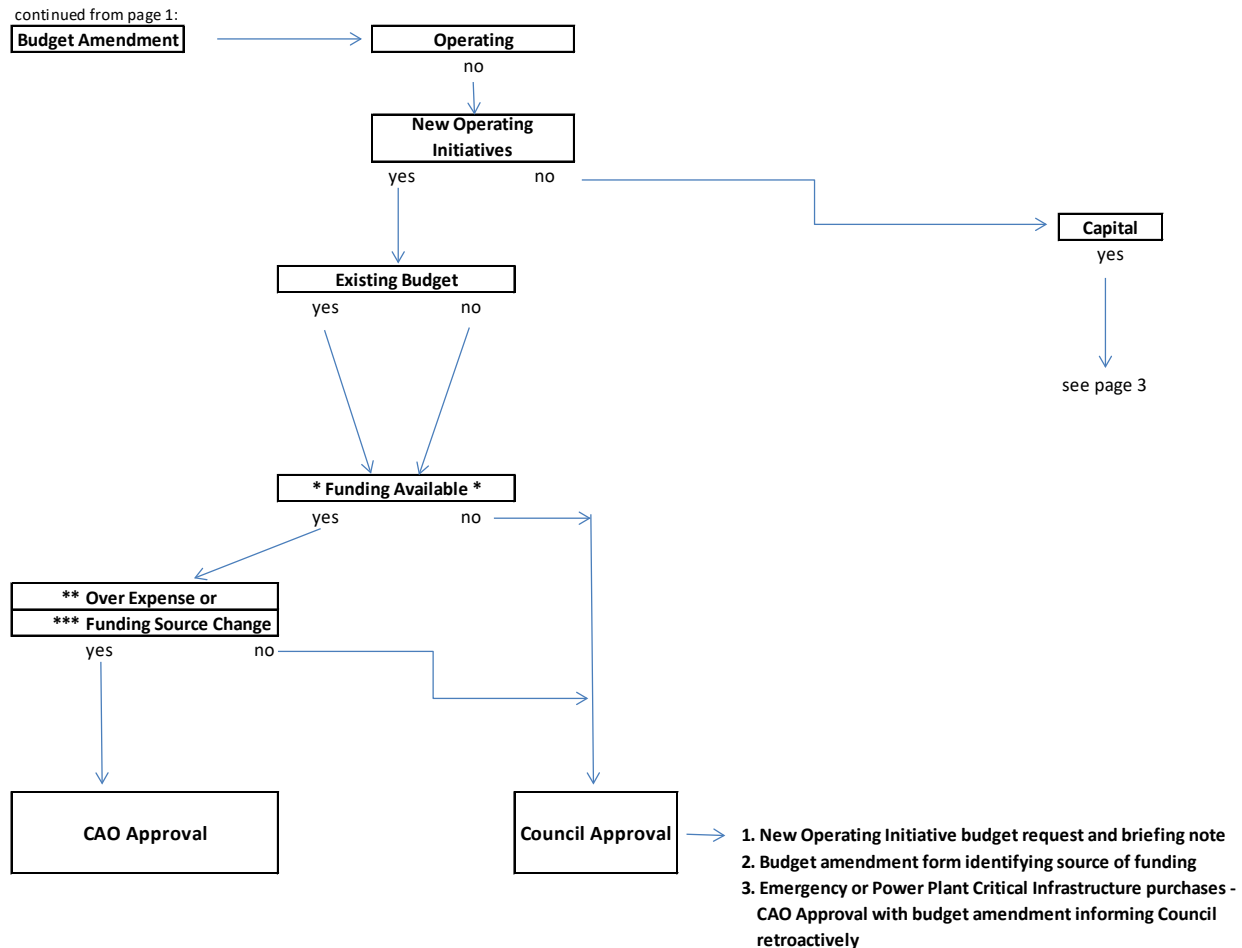 continued from page 1:
Budget Amendment
Operating
no
New Operating
Initiatives
yes no
Capital
yes
Existing Budget
yes no
see page 3
* Funding Available *
yes no
** Over Expense or
*** Funding Source Change
yes no
CAO Approval
Council Approval
1. New Operating Initiative budget request and briefing note
2. Budget amendment form identifying source of funding
3. Emergency or Power Plant Critical Infrastructure purchases -
CAO Approval with budget amendment informing Council
retroactively